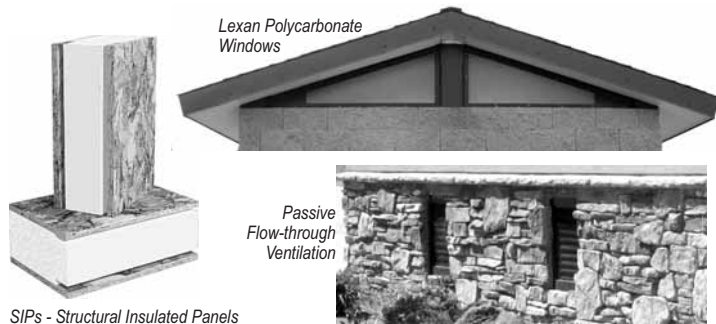 Lexan Polycarbonate
Windows
Passive
Flow-through
Ventilation
SIPs - Structural Insulated Panels